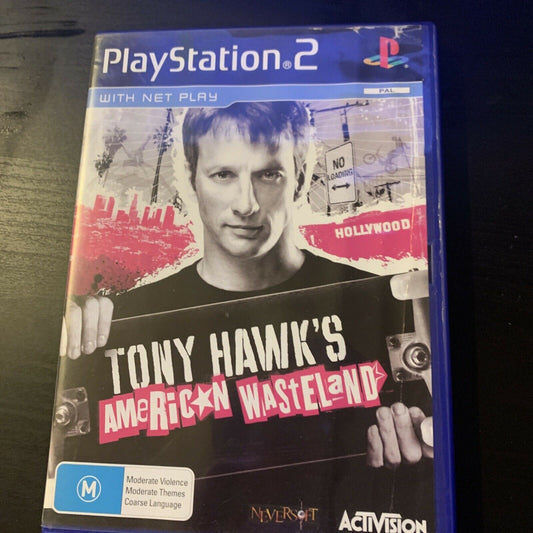 PlayStation®2
WITH NET PLAY
PAL
NO
LOADING
HOLLYWOOD
TONY HAWK'S
AMERICAN WASTELAND
M
Moderate Violence
Moderate Themes
Coarse Language
NEVERSOFT
ACTIVISION